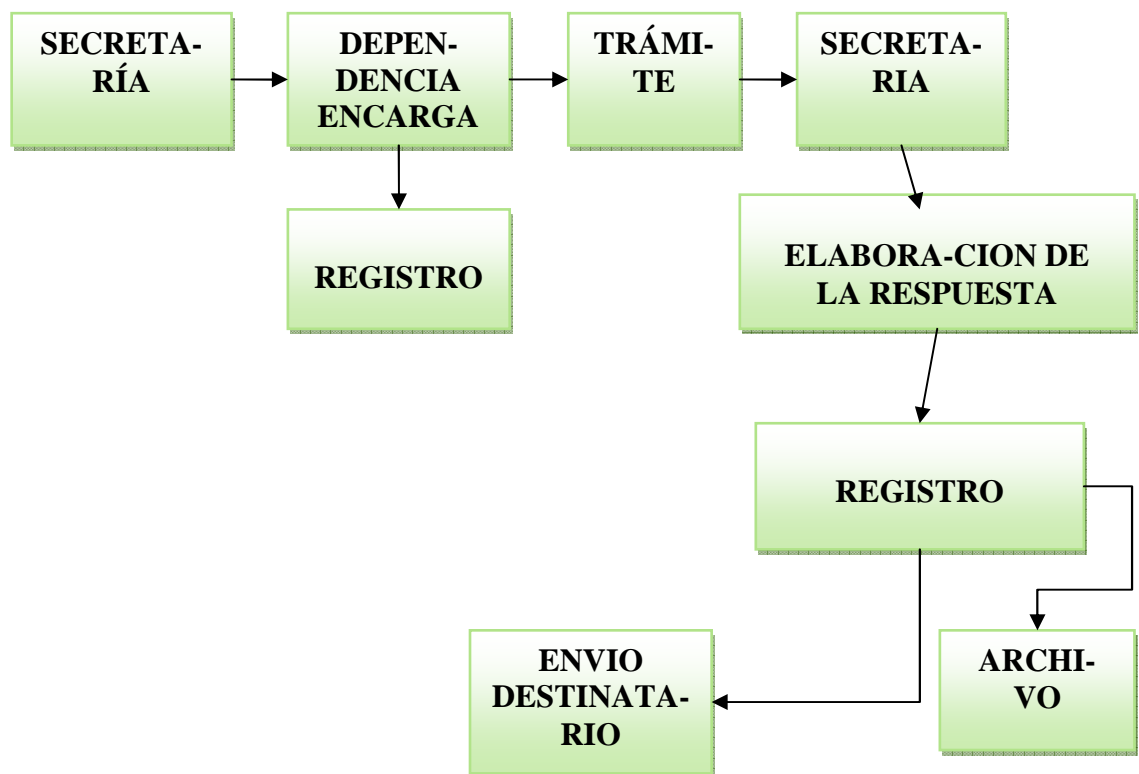 SECRETA-
RÍA
DEPEN-
DENCIA
ENCARGA
TRÁMI-
TE
SECRETA-
RIA
REGISTRO
ELABORA-CION DE
LA RESPUESTA
REGISTRO
ENVIO
DESTINATA-
RIO
ARCHI-
VO